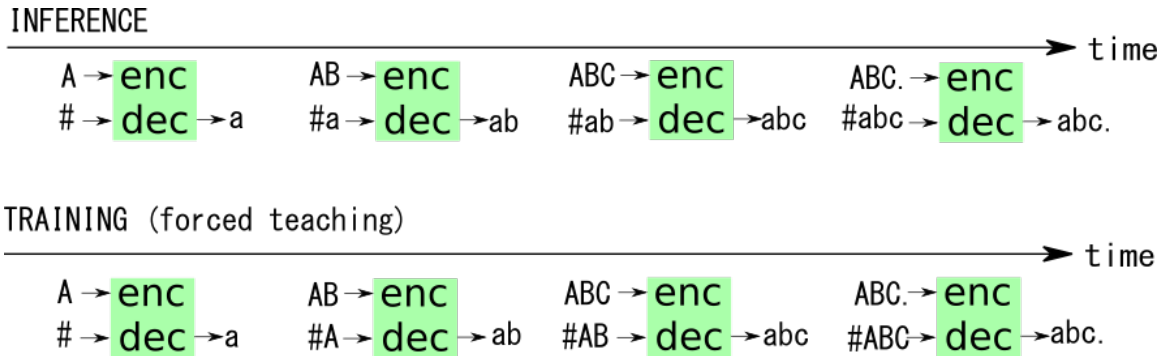 INFERENCE
time
A enc AB enc ABC enc ABC. enc
# dec a #a dec ab #ab dec abc #abc dec abc.
TRAINING (forced teaching)
time
A enc AB enc ABC enc ABC. enc
# dec a #A dec ab #AB dec abc #ABC dec abc.